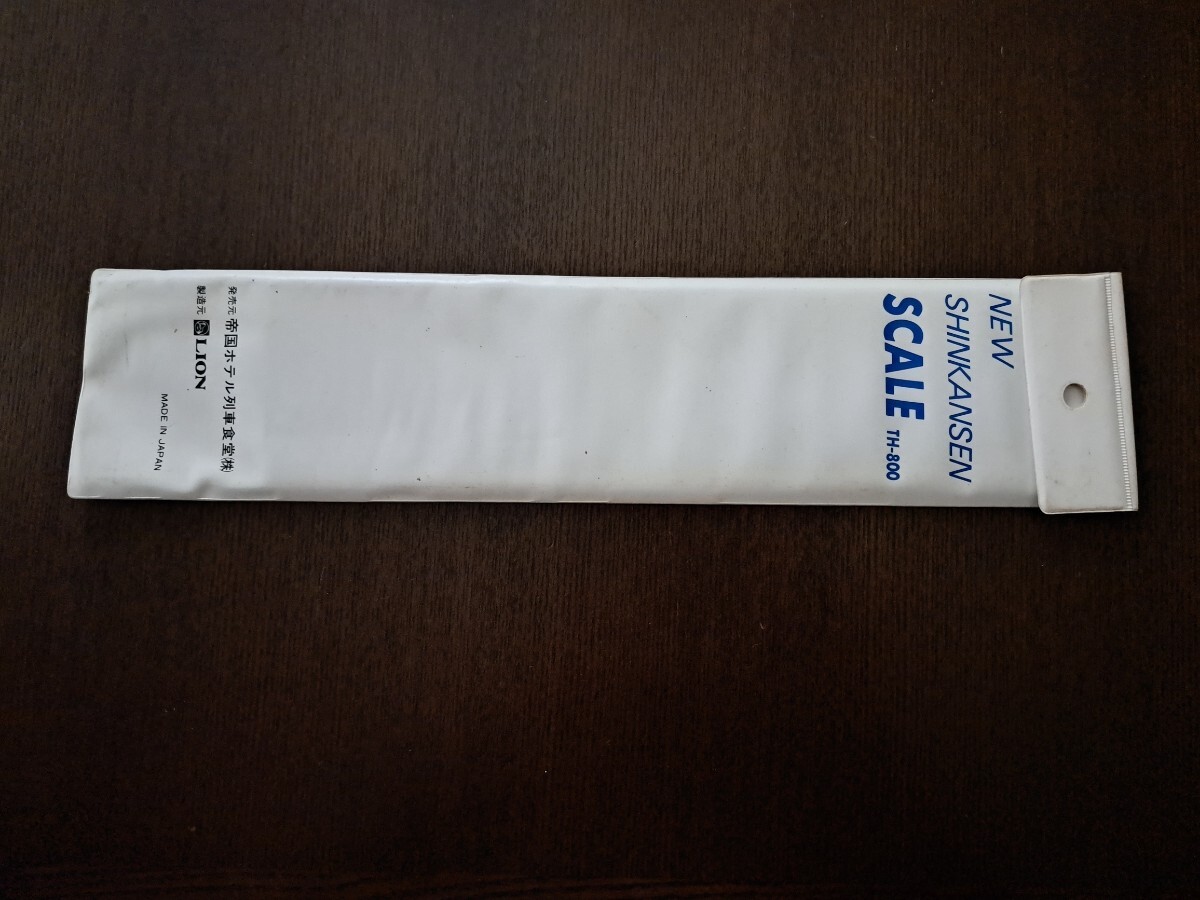 NEW
SHINKANSEN
SCALE TH-800
発売元 帝国ホテル列車食堂(株)
製造元 LION
MADE IN JAPAN